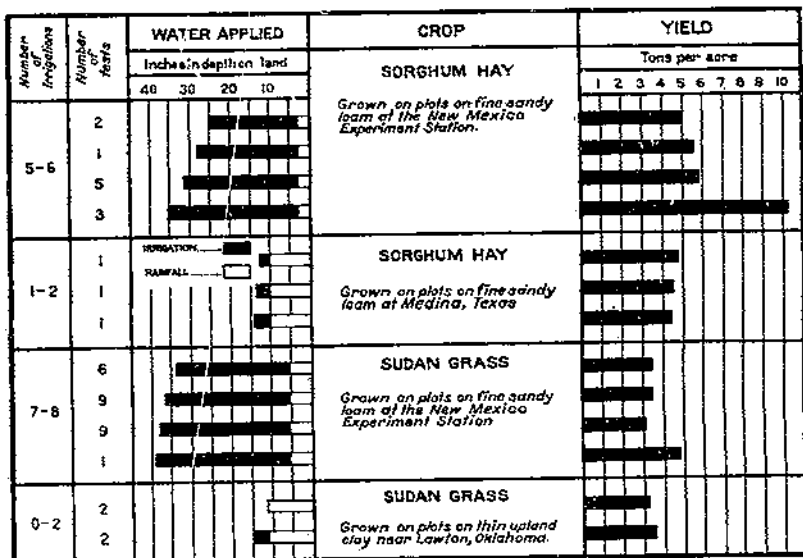 Number of Irrigations
Number of tests
WATER APPLIED
CROP
YIELD
Inches in depth on land
Tons per acre
40 30 20 10
1 2 3 4 5 6 7 8 9 10
SORGHUM HAY
Grown on plots on fine sandy
loam at the New Mexico
Experiment Station.
5-6
2
1
5
3
IRRIGATION
RAINFALL
SORGHUM HAY
Grown on plots on fine sandy
loam at Medina, Texas
1-2
1
1
1
SUDAN GRASS
Grown on plots on fine sandy
loam at the New Mexico
Experiment Station
7-8
6
9
9
1
SUDAN GRASS
Grown on plots on thin upland
clay near Lawton, Oklahoma.
0-2
2
2